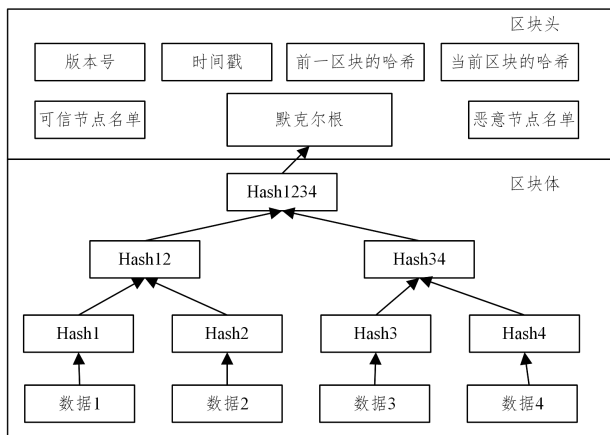 区块头
版本号
时间戳
前一区块的哈希
当前区块的哈希
可信节点名单
默克尔根
恶意节点名单
区块体
Hash1234
Hash12
Hash34
Hash1
Hash2
Hash3
Hash4
数据1
数据2
数据3
数据4